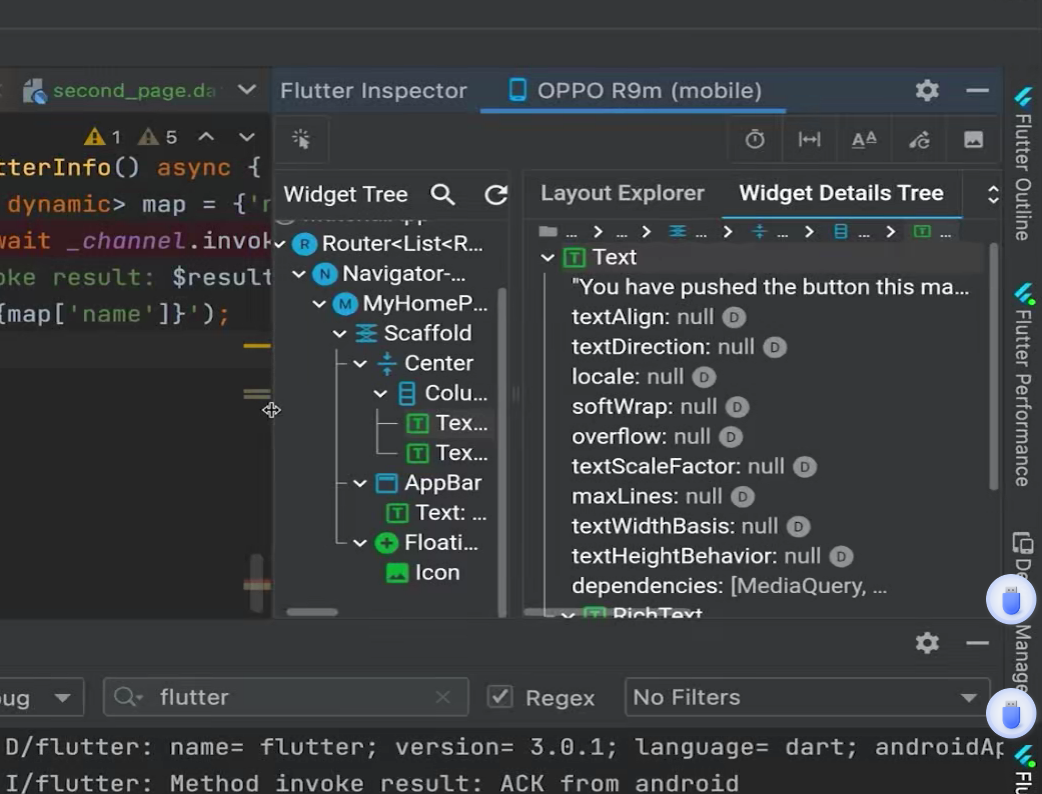 second_page.da
Flutter Inspector
OPPO R9m (mobile)
1 5
tterInfo() async {
dynamic> map = {'n
wait _channel.invok
oke result: $result
{map['name']}');
Widget Tree
Router<List<R...
Navigator-...
MyHomeP...
Scaffold
Center
Colu...
Tex...
Tex...
AppBar
Text: ...
Floati...
Icon
Layout Explorer
Widget Details Tree
... ... ... ... ... ...
Text
"You have pushed the button this ma...
textAlign: null D
textDirection: null D
locale: null D
softWrap: null D
overflow: null D
textScaleFactor: null D
maxLines: null D
textWidthBasis: null D
textHeightBehavior: null D
dependencies: [MediaQuery, ...
RichText
Flutter Outline
Flutter Performance
Manage
Flu
ug
flutter
Regex
No Filters
D/flutter: name= flutter; version= 3.0.1; language= dart; androidAp
I/flutter: Method invoke result: ACK from android